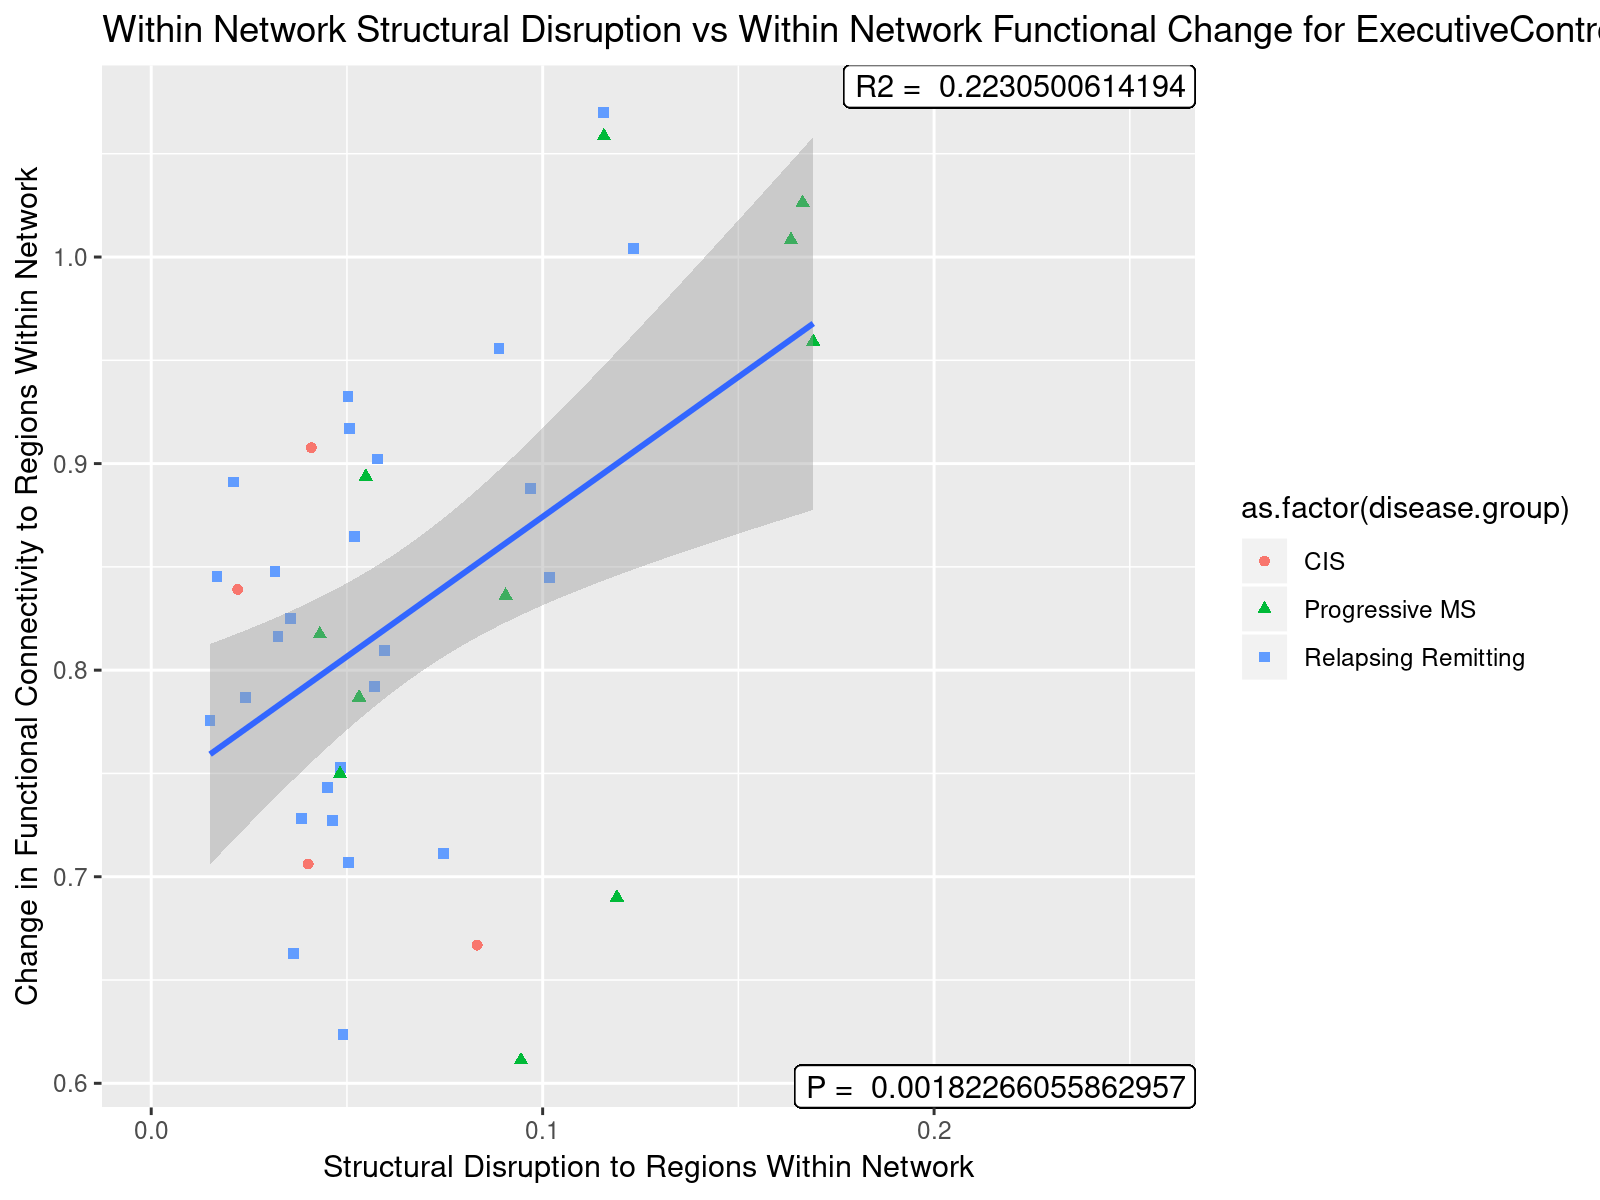 Within Network Structural Disruption vs Within Network Functional Change for ExecutiveContr
R2 = 0.2230500614194
Change in Functional Connectivity to Regions Within Network
1.0
0.9
0.8
0.7
0.6
as.factor(disease.group)
CIS
Progressive MS
Relapsing Remitting
P = 0.00182266055862957
0.0
0.1
0.2
Structural Disruption to Regions Within Network